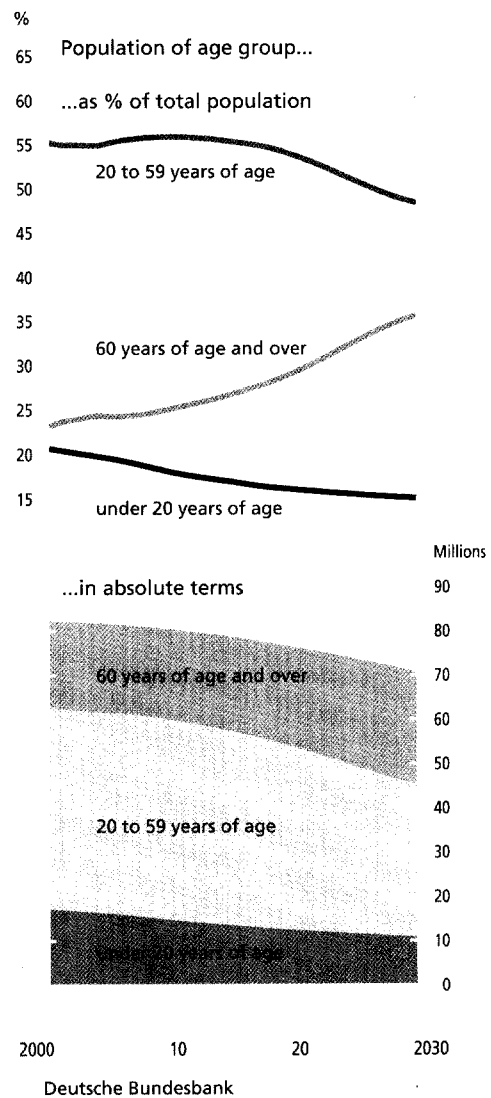 %
Population of age group...
65
60
...as % of total population
55
20 to 59 years of age
50
45
40
35
60 years of age and over
30
25
20
under 20 years of age
15
Millions
...in absolute terms
90
80
60 years of age and over
70
60
50
20 to 59 years of age
40
30
20
under 20 years of age
10
0
2000 10 20 2030
Deutsche Bundesbank